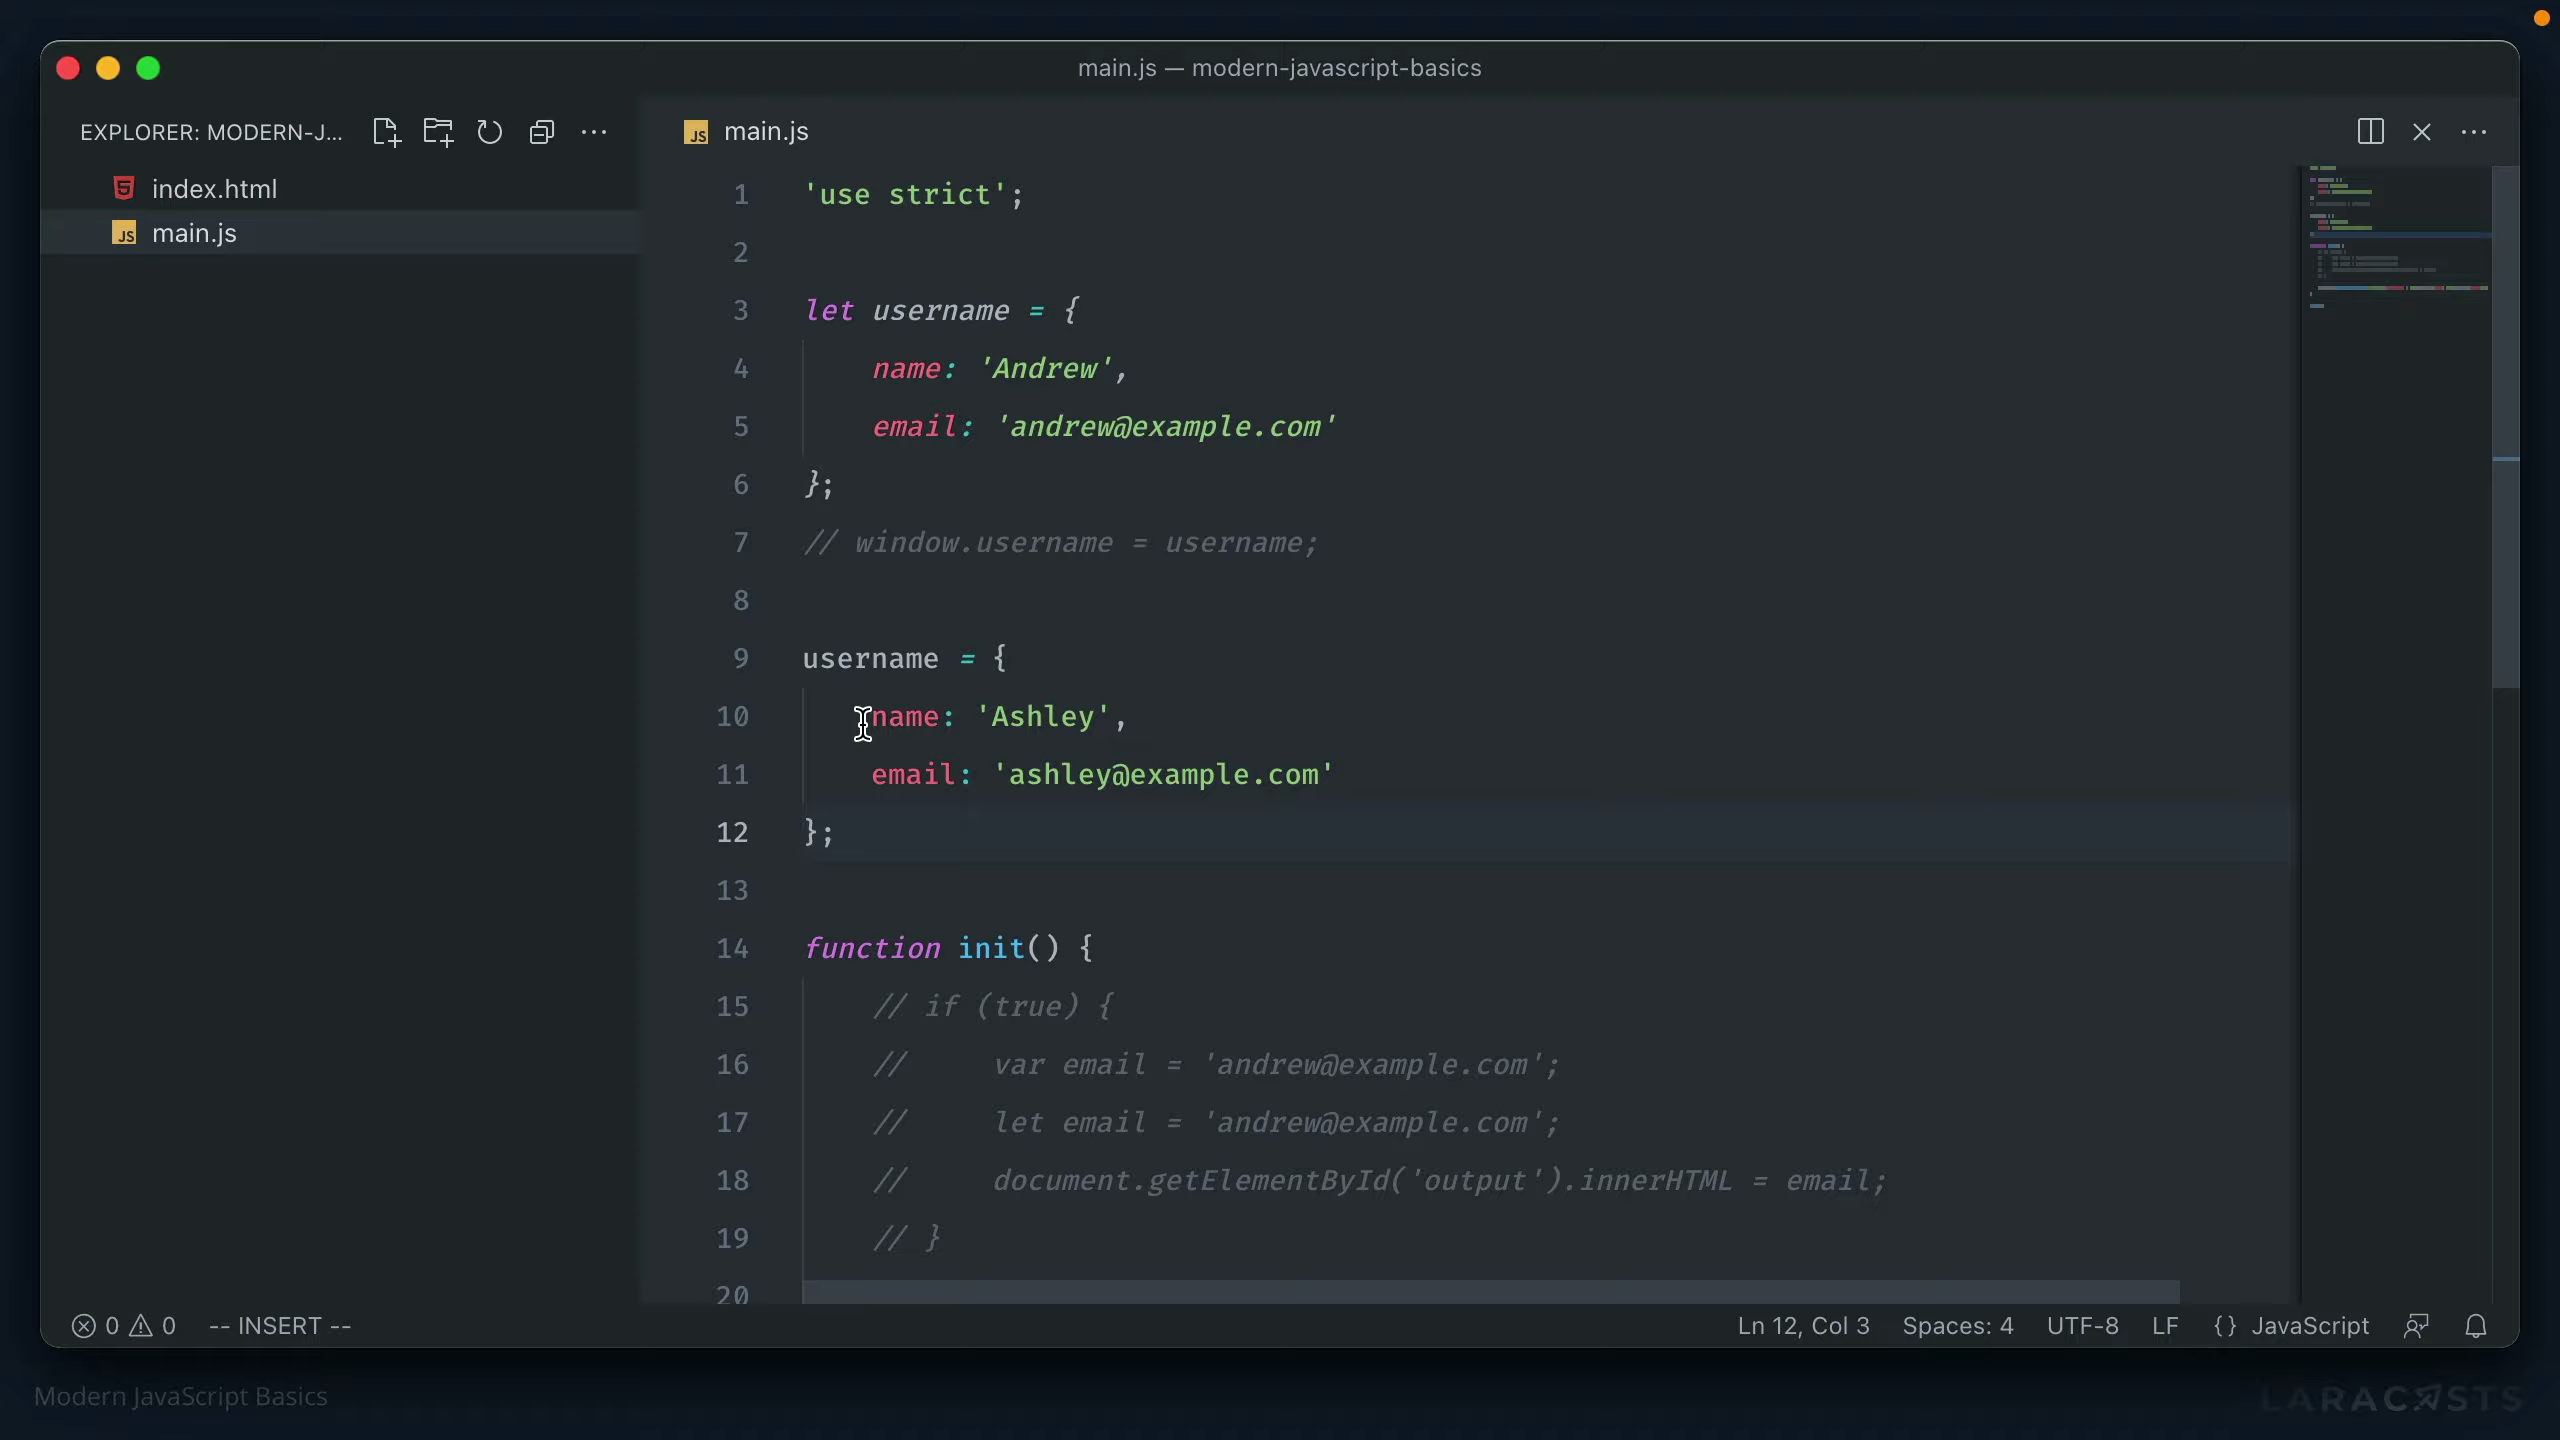 main.js — modern-javascript-basics
EXPLORER: MODERN-J...
main.js
index.html
main.js
1 'use strict';
2
3 let username = {
4     name: 'Andrew',
5     email: 'andrew@example.com'
6 };
7 // window.username = username;
8
9 username = {
10     name: 'Ashley',
11     email: 'ashley@example.com'
12 };
13
14 function init() {
15     // if (true) {
16     //     var email = 'andrew@example.com';
17     //     let email = 'andrew@example.com';
18     //     document.getElementById('output').innerHTML = email;
19     // }
20
0 0 -- INSERT -- Ln 12, Col 3 Spaces: 4 UTF-8 LF {} JavaScript
Modern JavaScript Basics
LARACASTS